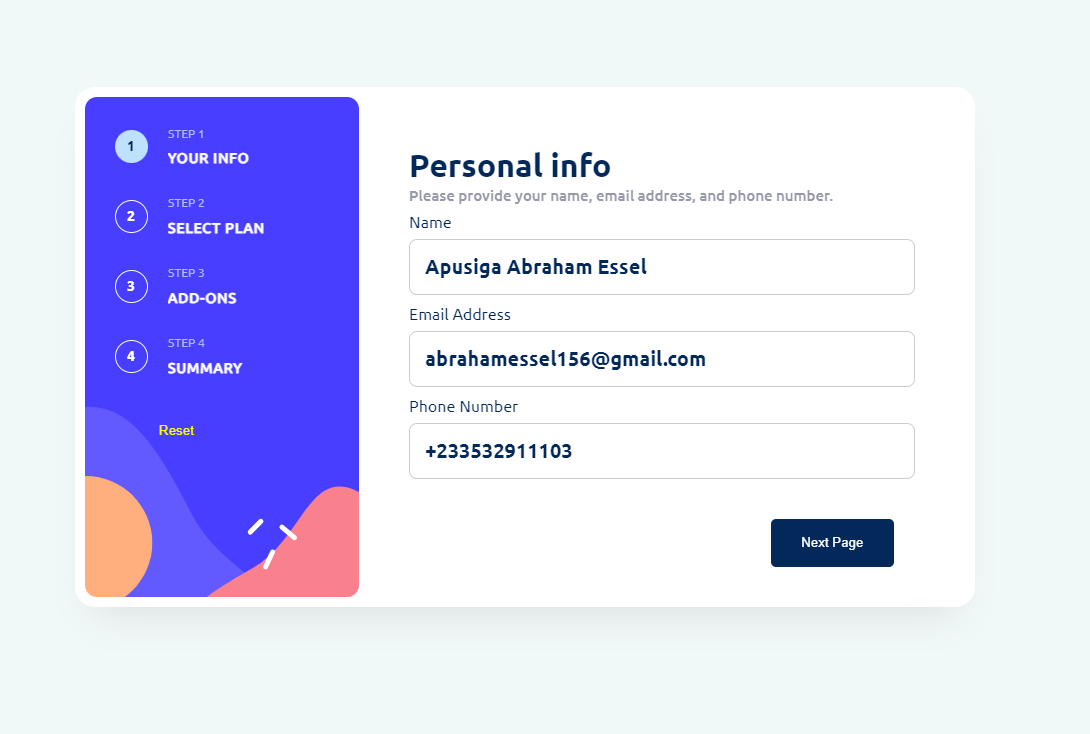 1
STEP 1
YOUR INFO
2
STEP 2
SELECT PLAN
3
STEP 3
ADD-ONS
4
STEP 4
SUMMARY
Reset
Personal info
Please provide your name, email address, and phone number.
Name
Apusiga Abraham Essel
Email Address
abrahamessel156@gmail.com
Phone Number
+233532911103
Next Page